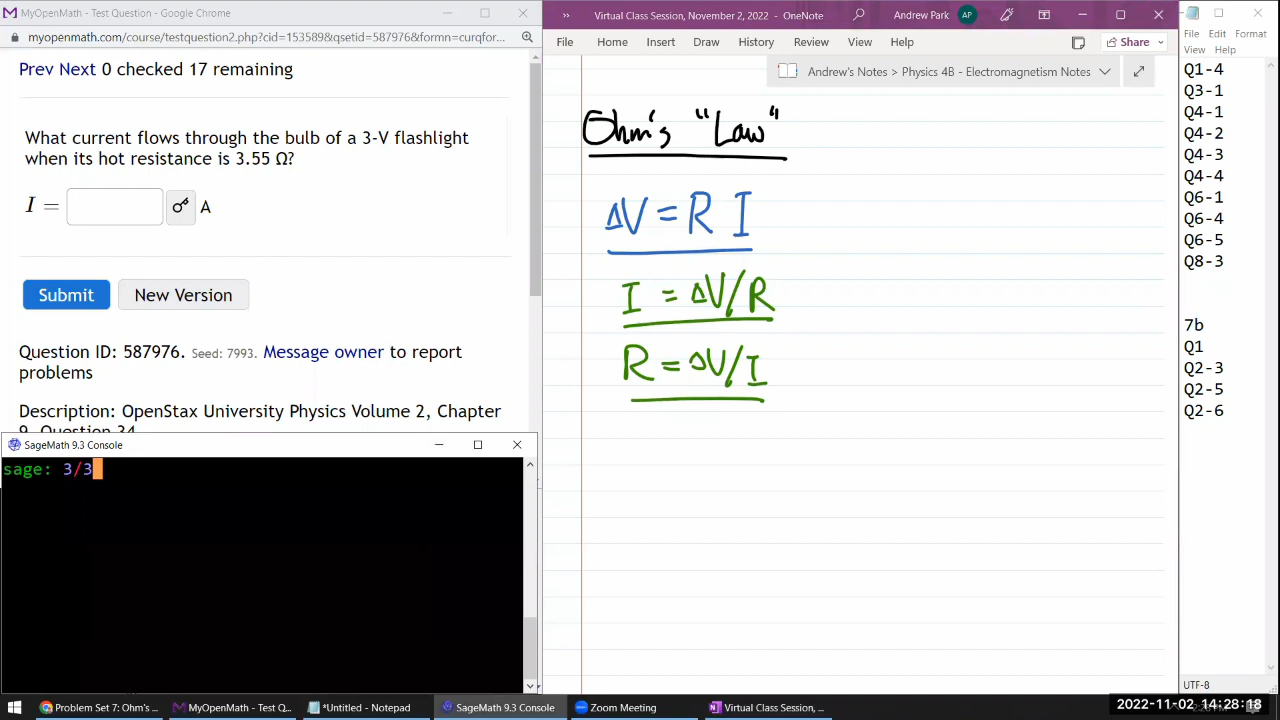 MyOpenMath - Test Question - Google Chrome
myopenmath.com/course/testquestion2.php?cid=153589&qsetid=587976&formn=curqfor...
Prev Next 0 checked 17 remaining
What current flows through the bulb of a 3-V flashlight
when its hot resistance is 3.55 Ω?
I = A
Submit New Version
Question ID: 587976. Seed: 7993. Message owner to report
problems
Description: OpenStax University Physics Volume 2, Chapter
9, Question 34
SageMath 9.3 Console
sage: 3/3
Virtual Class Session, November 2, 2022 - OneNote
Andrew Park AP
File Home Insert Draw History Review View Help Share
Andrew's Notes > Physics 4B - Electromagnetism Notes
Ohm's "Law"
ΔV = R I
I = ΔV/R
R = ΔV/I
File Edit Format
View Help
Q1-4
Q3-1
Q4-1
Q4-2
Q4-3
Q4-4
Q6-1
Q6-4
Q6-5
Q8-3
7b
Q1
Q2-3
Q2-5
Q2-6
UTF-8
Problem Set 7: Ohm's ...
MyOpenMath - Test Q...
*Untitled - Notepad
SageMath 9.3 Console
Zoom Meeting
Virtual Class Session, ...
2022-11-02 14:28:18